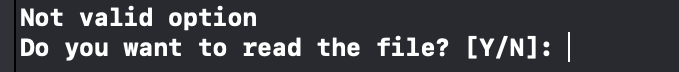 Not valid option
Do you want to read the file? [Y/N]: